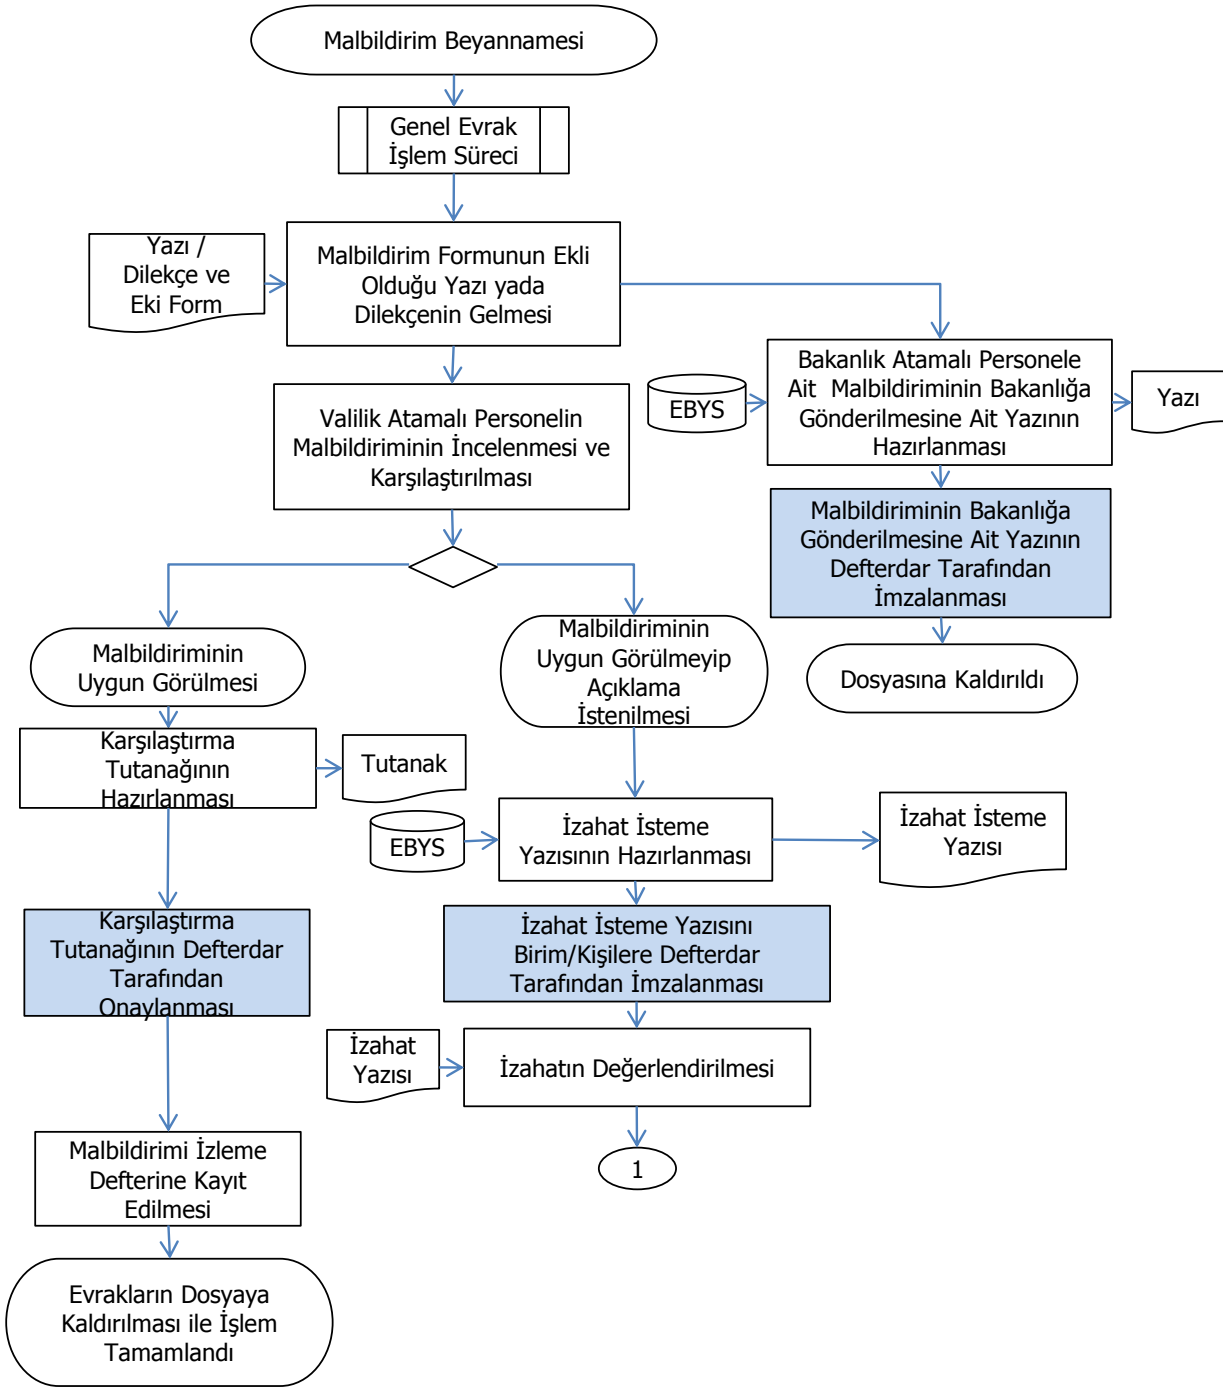 Malbildirim Beyannamesi
Genel Evrak
İşlem Süreci
Yazı /
Dilekçe ve
Eki Form
Malbildirim Formunun Ekli
Olduğu Yazı yada
Dilekçenin Gelmesi
Bakanlık Atamalı Personele
Ait Malbildiriminin Bakanlığa
Gönderilmesine Ait Yazının
Hazırlanması
EBYS
Yazı
Valilik Atamalı Personelin
Malbildiriminin İncelenmesi ve
Karşılaştırılması
Malbildiriminin Bakanlığa
Gönderilmesine Ait Yazının
Defterdar Tarafından
İmzalanması
Dosyasına Kaldırıldı
Malbildiriminin
Uygun Görülmesi
Malbildiriminin
Uygun Görülmeyip
Açıklama
İstenilmesi
Karşılaştırma
Tutanağının
Hazırlanması
Tutanak
EBYS
İzahat İsteme
Yazısının Hazırlanması
İzahat İsteme
Yazısı
Karşılaştırma
Tutanağının Defterdar
Tarafından
Onaylanması
İzahat İsteme Yazısını
Birim/Kişilere Defterdar
Tarafından İmzalanması
İzahat
Yazısı
İzahatın Değerlendirilmesi
1
Malbildirimi İzleme
Defterine Kayıt
Edilmesi
Evrakların Dosyaya
Kaldırılması ile İşlem
Tamamlandı